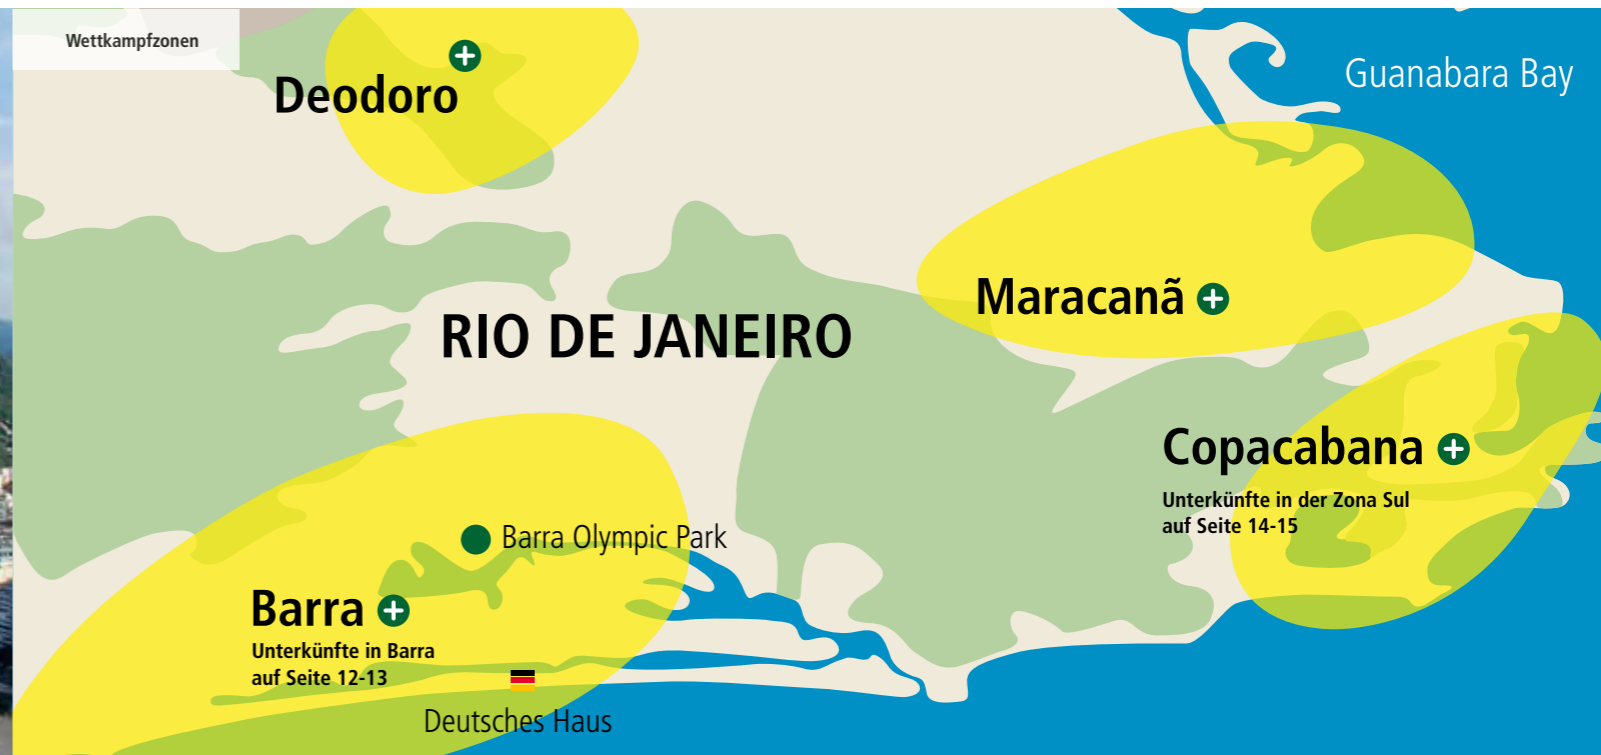 Wettkampfzonen
Deodoro
Guanabara Bay
Maracanã
RIO DE JANEIRO
Copacabana
Unterkünfte in der Zona Sul
auf Seite 14-15
Barra Olympic Park
Barra
Unterkünfte in Barra
auf Seite 12-13
Deutsches Haus